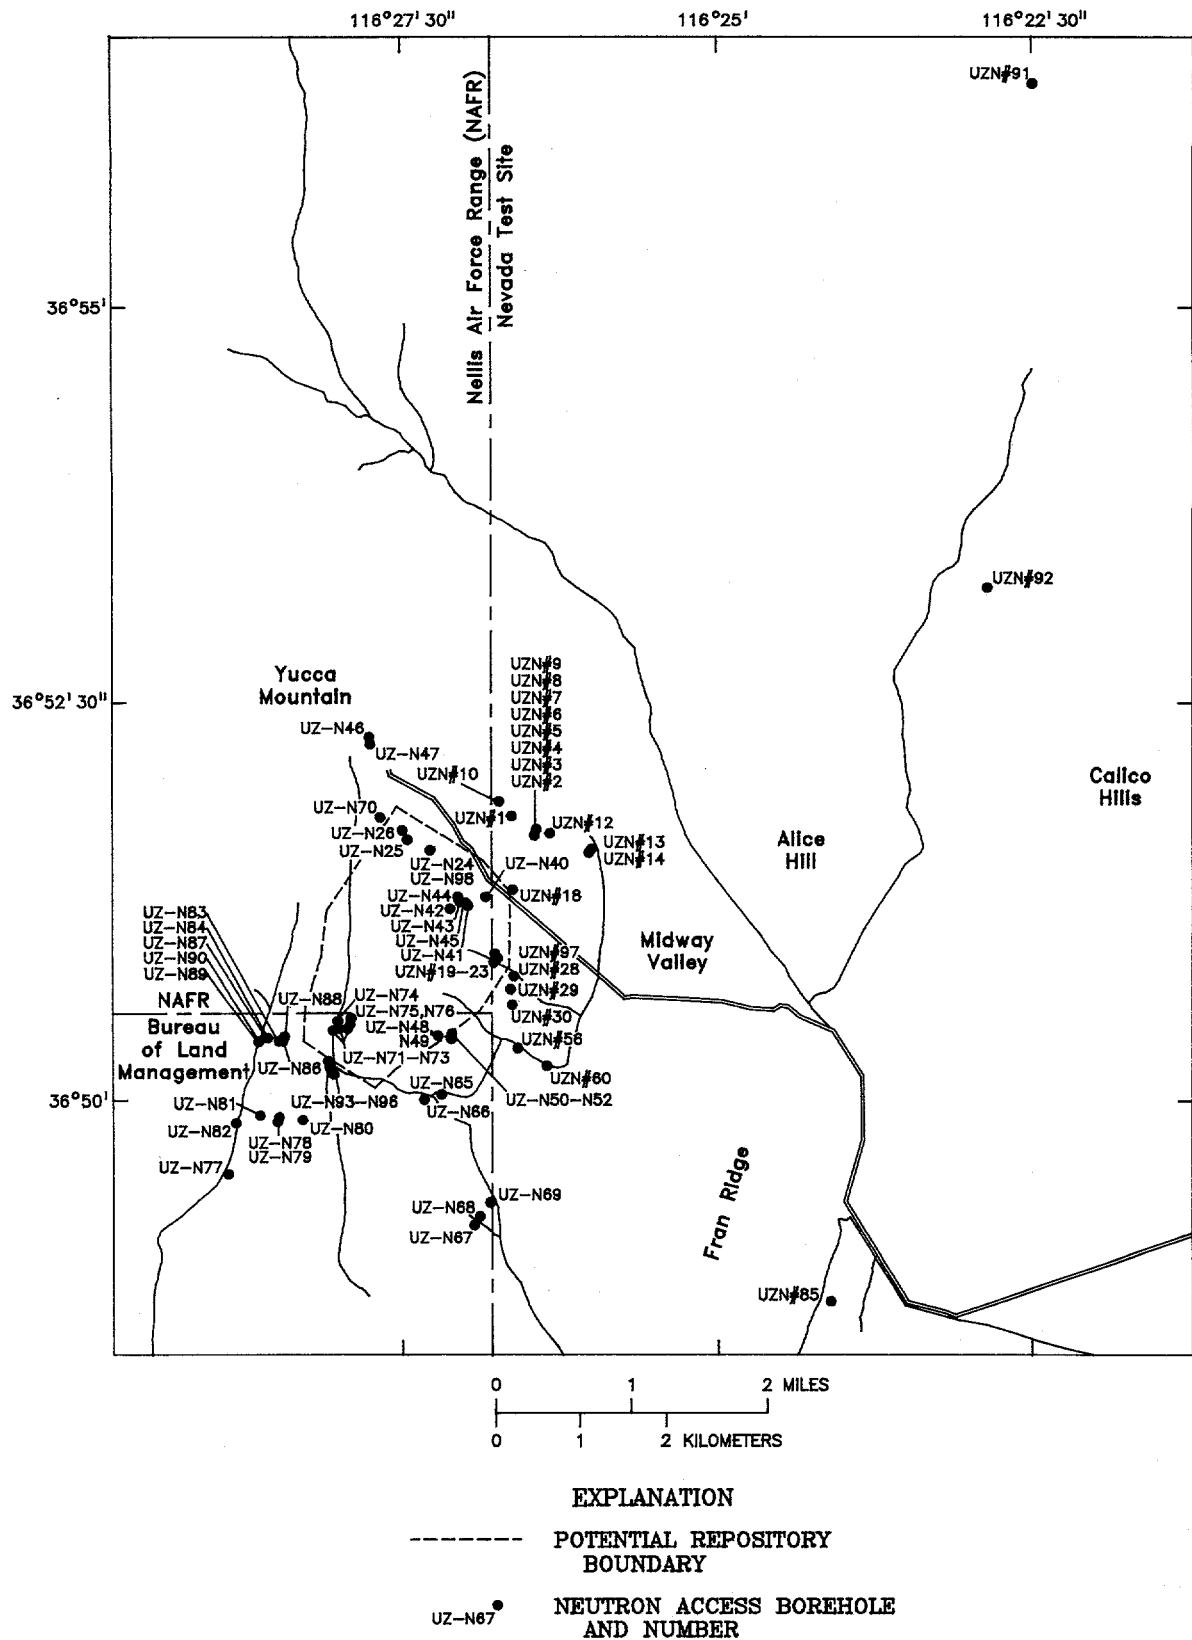 116°27'30"
116°25'
116°22'30"
UZN#91
Nellis Air Force Range (NAFR)
Nevada Test Site
36°55'
UZN#92
Yucca
Mountain
36°52'30"
UZN#9
UZN#8
UZN#7
UZN#6
UZN#5
UZN#4
UZN#3
UZN#2
UZ-N46
UZ-N47
UZN#10
Calico
Hills
UZ-N70
UZN#1
UZN#12
UZ-N26
UZN#13
UZN#14
Alice
Hill
UZ-N25
UZ-N24
UZ-N40
UZ-N98
UZ-N44
UZN#18
UZ-N42
UZ-N43
UZ-N45
UZ-N41
UZN#19-23
UZN#97
UZN#28
UZN#29
UZN#30
Midway
Valley
UZ-N83
UZ-N84
UZ-N87
UZ-N90
UZ-N89
NAFR
UZ-N88
UZ-N74
UZ-N75,N76
UZ-N48
N49
Bureau
of Land
Management
UZN#56
UZ-N71-N73
UZ-N86
UZN#60
UZ-N65
36°50'
UZ-N81
UZ-N93-N96
UZ-N66
UZ-N50-N52
UZ-N82
UZ-N80
UZ-N78
UZ-N79
UZ-N77
UZ-N69
UZ-N68
UZ-N67
Fran Ridge
UZN#85
0 1 2 MILES
0 1 2 KILOMETERS
EXPLANATION
POTENTIAL REPOSITORY
BOUNDARY
UZ-N67
NEUTRON ACCESS BOREHOLE
AND NUMBER